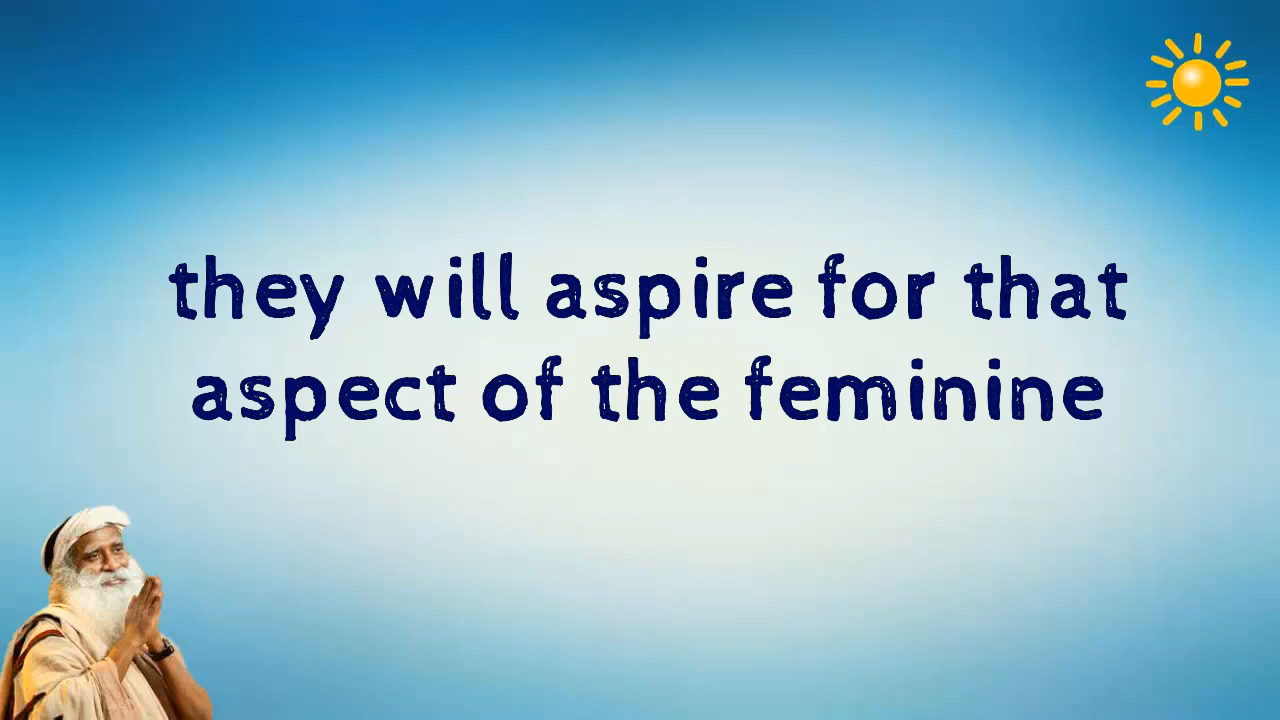 they will aspire for that
aspect of the feminine